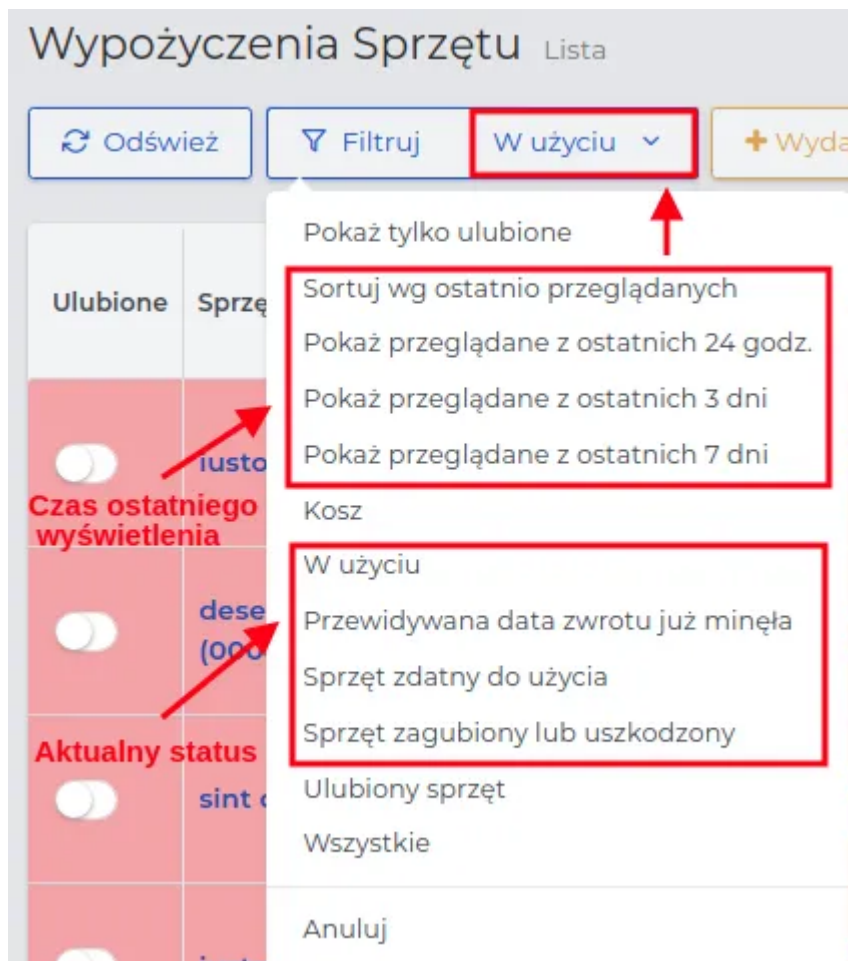 Wypożyczenia Sprzętu Lista
Odśwież Filtruj W użyciu
Pokaż tylko ulubione
Ulubione
Sortuj wg ostatnio przeglądanych
Pokaż przeglądane z ostatnich 24 godz.
Pokaż przeglądane z ostatnich 3 dni
Pokaż przeglądane z ostatnich 7 dni
iusto
Czas ostatniego
wyświetlenia
Kosz
W użyciu
Przewidywana data zwrotu już minęła
Sprzęt zdatny do użycia
Sprzęt zagubiony lub uszkodzony
Aktualny status
sint
Ulubiony sprzęt
Wszystkie
Anuluj